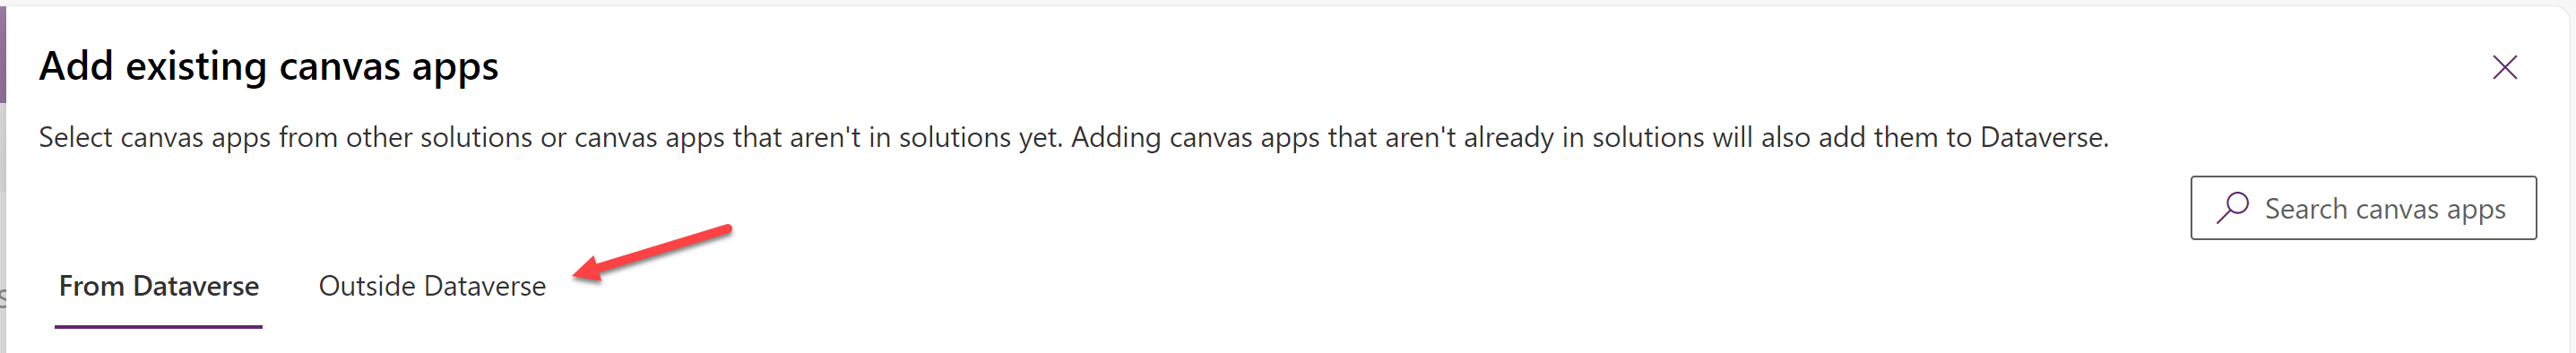 Add existing canvas apps
Select canvas apps from other solutions or canvas apps that aren't in solutions yet. Adding canvas apps that aren't already in solutions will also add them to Dataverse.
Search canvas apps
From Dataverse
Outside Dataverse